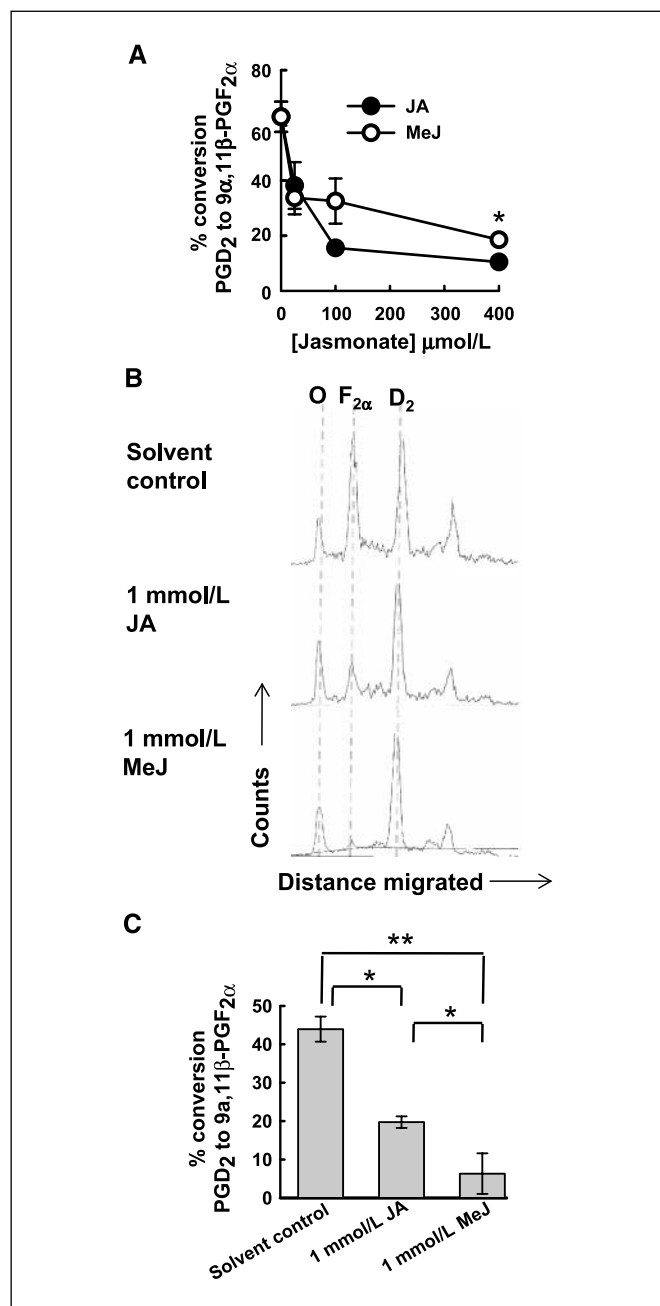 A
% conversion
PGD₂ to 9α,11β-PGF₂α
80
60
40
20
0
JA
MeJ
*
0 100 200 300 400
[Jasmonate] μmol/L
B
O F₂α D₂
Solvent
control
1 mmol/L
JA
1 mmol/L
MeJ
Counts
Distance migrated
C
**
*
*
% conversion
PGD₂ to 9a,11β-PGF₂α
50
40
30
20
10
0
Solvent control
1 mmol/L JA
1 mmol/L MeJ